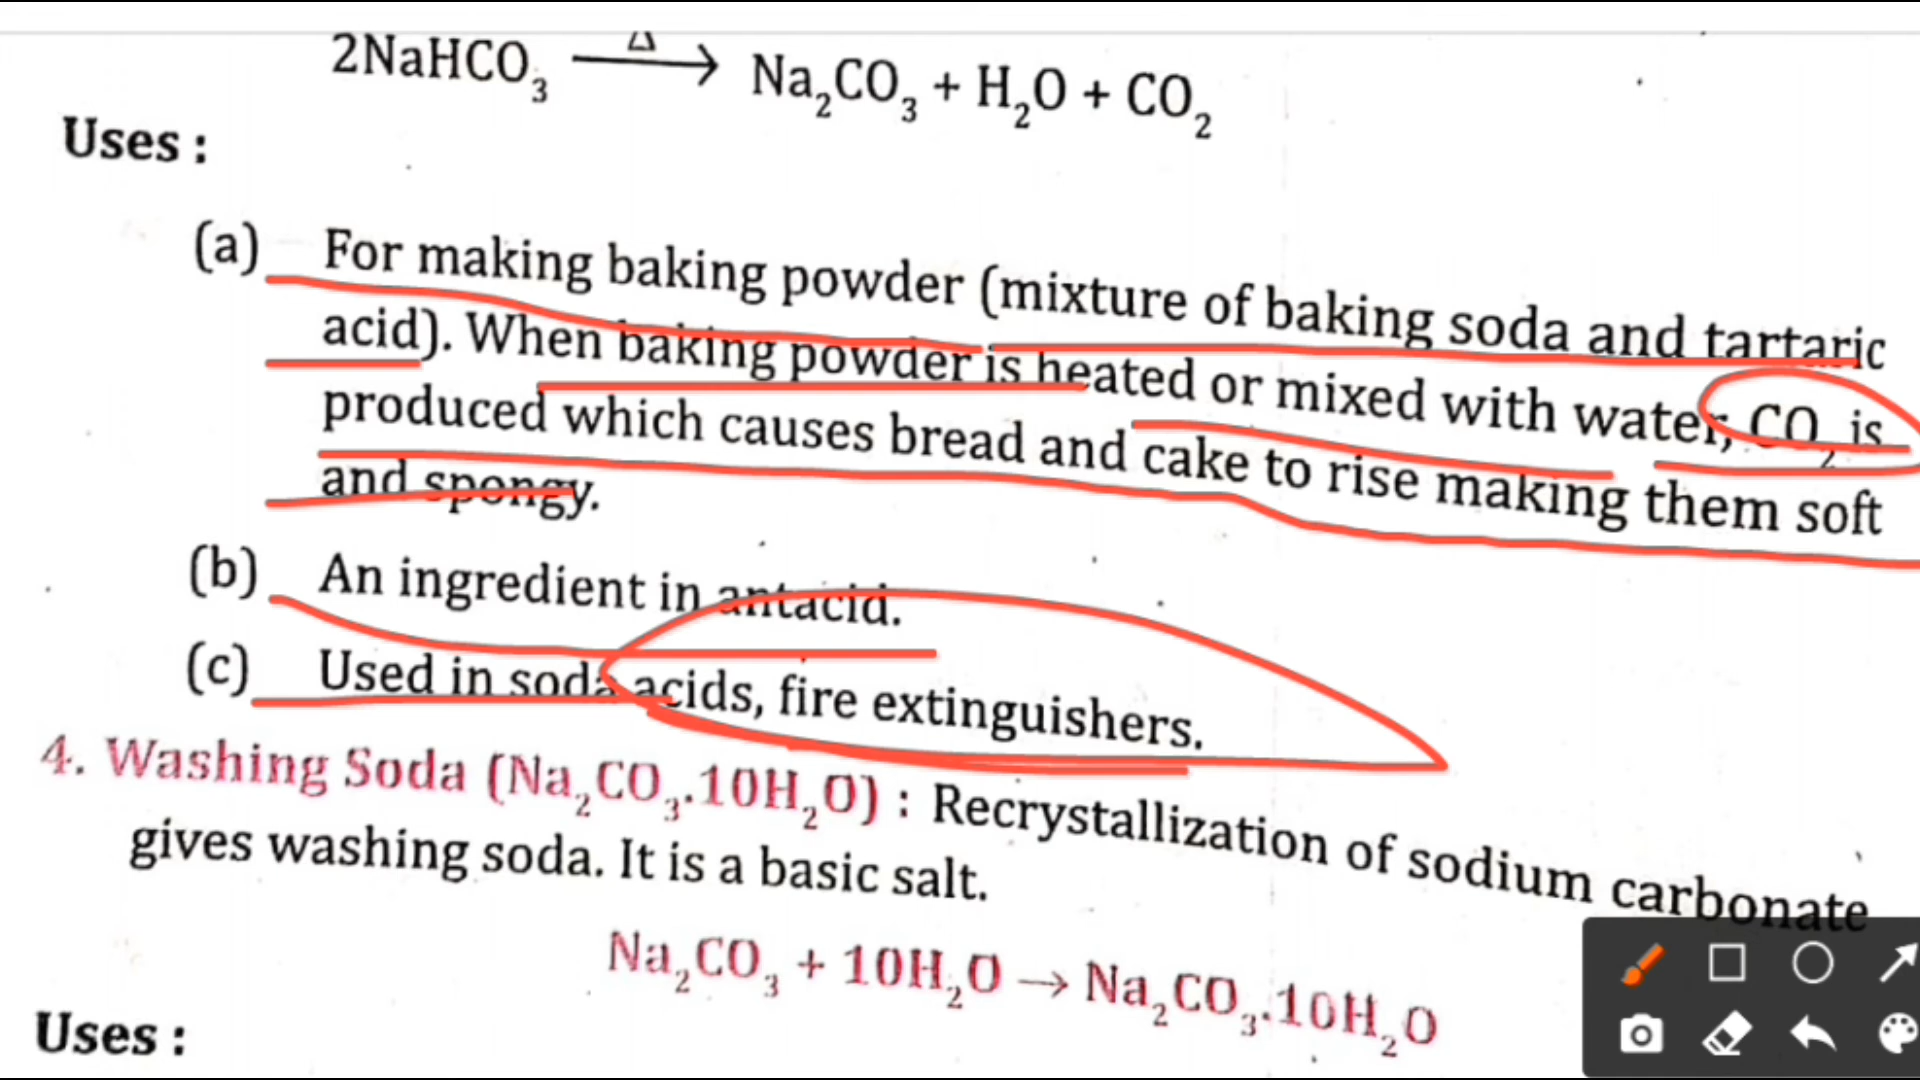 2NaHCO₃ —Δ→ Na₂CO₃ + H₂O + CO₂
Uses :
(a) For making baking powder (mixture of baking soda and tartaric
acid). When baking powder is heated or mixed with water, CO₂ is
produced which causes bread and cake to rise making them soft
and spongy.
(b) An ingredient in antacid.
(c) Used in soda acids, fire extinguishers.
4. Washing Soda (Na₂CO₃.10H₂O) : Recrystallization of sodium carbonate
gives washing soda. It is a basic salt.
Na₂CO₃ + 10H₂O → Na₂CO₃.10H₂O
Uses :